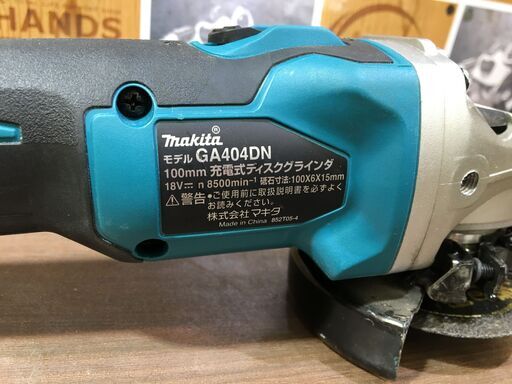 HANDS
makita®
モデル GA404DN
100mm 充電式ディスクグラインダ
18V⎓ n 8500min⁻¹ 砥石寸法:100X6X15mm
⚠警告 •ご使用前に取扱説明書を必ず
お読みください。
株式会社 マキタ
Made in China 852T05-4